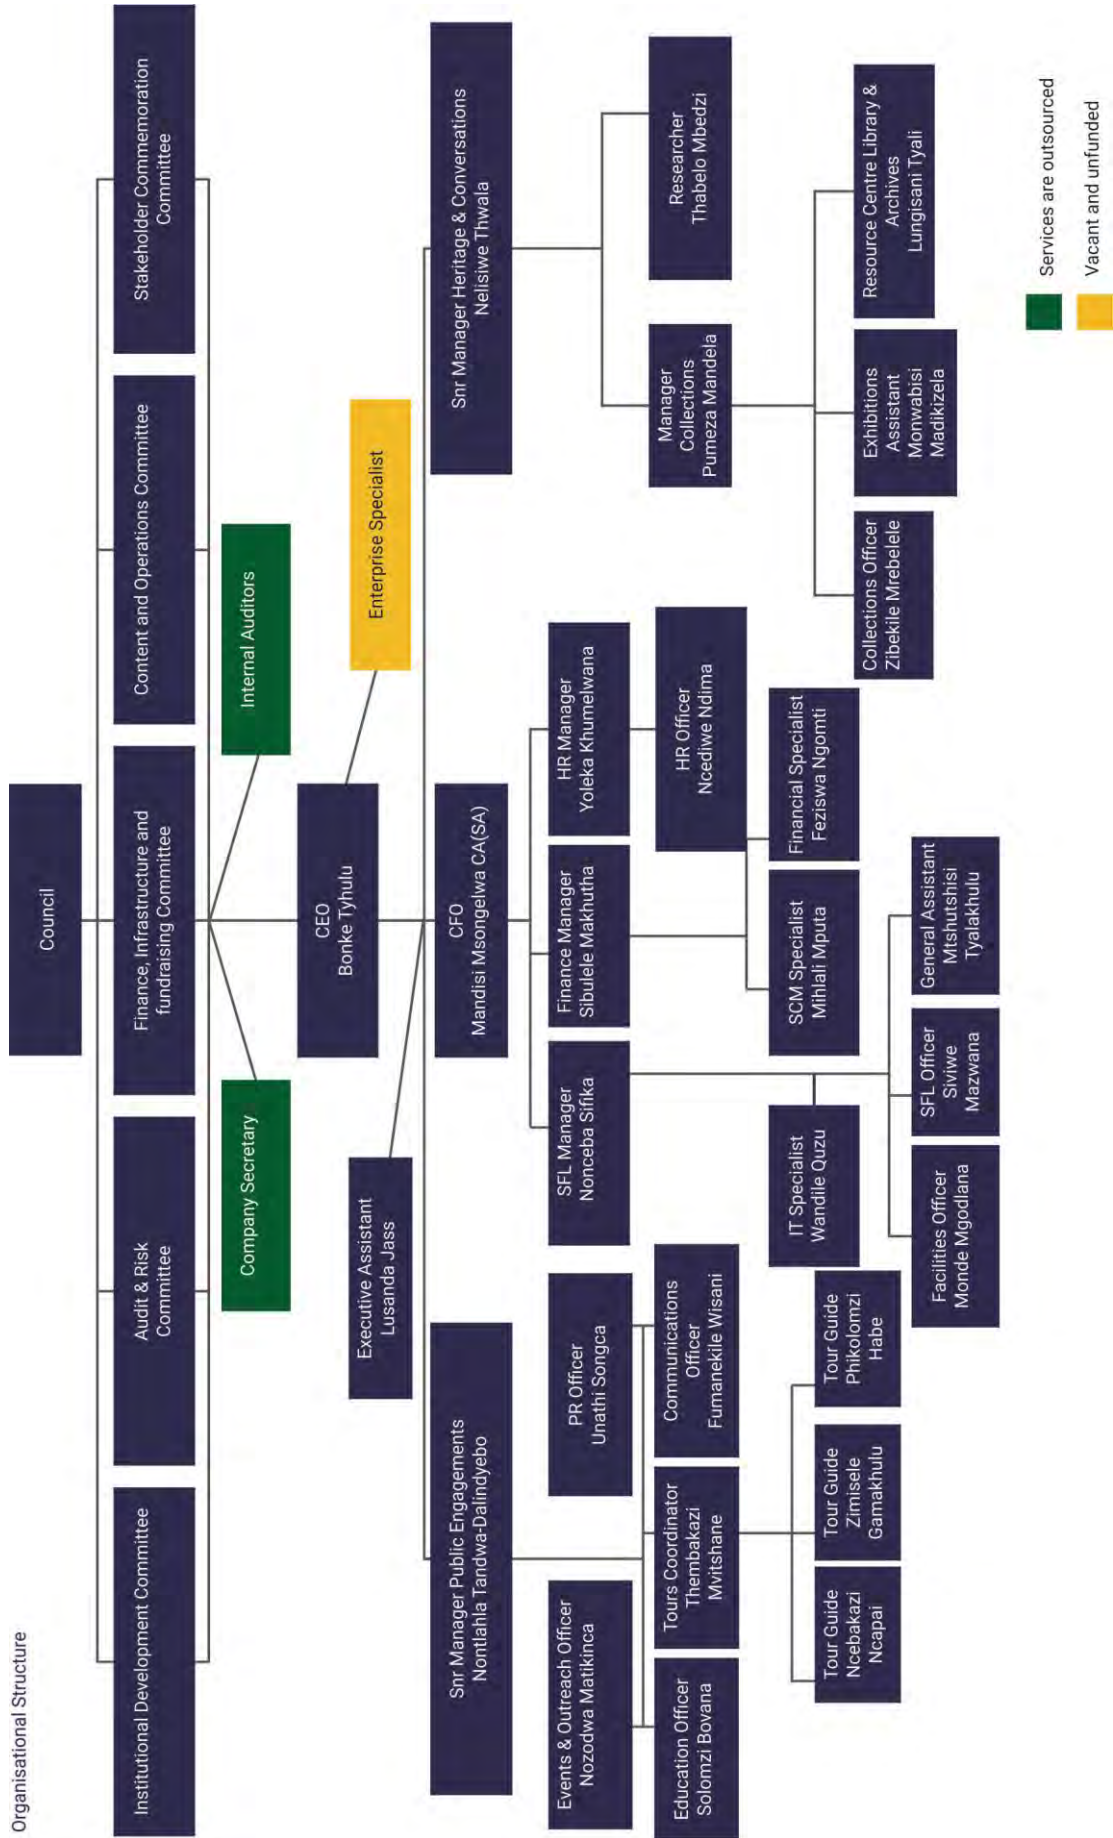 Organisational Structure
Council
Institutional Development Committee
Audit & Risk
Committee
Finance, Infrastructure and
fundraising Committee
Content and Operations Committee
Stakeholder Commemoration
Committee
Company Secretary
Internal Auditors
CEO
Bonke Tyhulu
Executive Assistant
Lusanda Jass
Enterprise Specialist
Snr Manager Public Engagements
Nontlahla Tandwa-Dalindyebo
CFO
Mandisi Msongelwa CA(SA)
Snr Manager Heritage & Conversations
Nelisiwe Thwala
Events & Outreach Officer
Nozodwa Matikinca
PR Officer
Unathi Songca
SFL Manager
Nonceba Sifika
Finance Manager
Sibulele Makhutha
HR Manager
Yoleka Khumelwana
Manager
Collections
Pumeza Mandela
Researcher
Thabelo Mbedzi
Education Officer
Solomzi Bovana
Tours Coordinator
Thembakazi
Mvitshane
Communications
Officer
Fumanekile Wisani
HR Officer
Ncediwe Ndima
IT Specialist
Wandile Quzu
SCM Specialist
Mihlali Mputa
Financial Specialist
Feziswa Ngomti
Tour Guide
Ncebakazi
Ncapai
Tour Guide
Zimisele
Gamakhulu
Tour Guide
Phikolomzi
Habe
Collections Officer
Zibekile Mrebelele
Exhibitions
Assistant
Monwabisi
Madikizela
Resource Centre Library &
Archives
Lungisani Tyali
Facilities Officer
Monde Mgodlana
SFL Officer
Siviwe
Mazwana
General Assistant
Mtshutshisi
Tyalakhulu
Services are outsourced
Vacant and unfunded